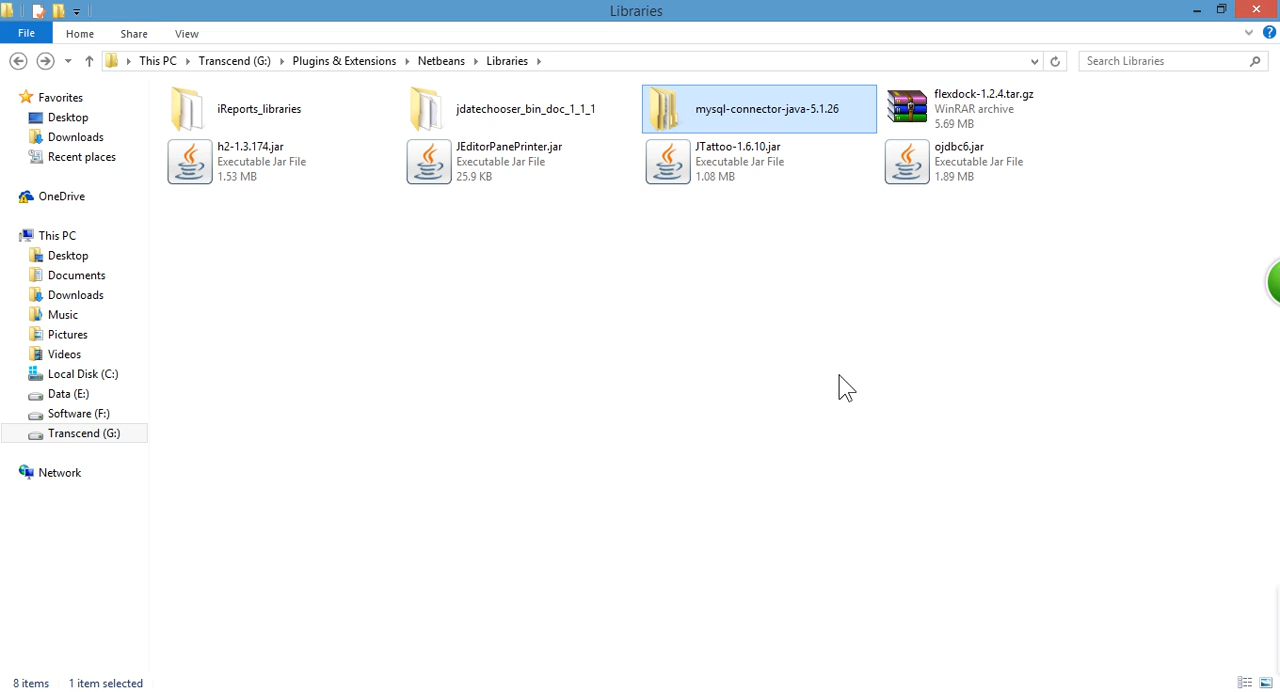 Libraries
File
Home
Share
View
This PC
Transcend (G:)
Plugins & Extensions
Netbeans
Libraries
Search Libraries
Favorites
Desktop
Downloads
Recent places
OneDrive
This PC
Desktop
Documents
Downloads
Music
Pictures
Videos
Local Disk (C:)
Data (E:)
Software (F:)
Transcend (G:)
Network
iReports_libraries
jdatechooser_bin_doc_1_1_1
mysql-connector-java-5.1.26
flexdock-1.2.4.tar.gz
WinRAR archive
5.69 MB
h2-1.3.174.jar
Executable Jar File
1.53 MB
JEditorPanePrinter.jar
Executable Jar File
25.9 KB
JTattoo-1.6.10.jar
Executable Jar File
1.08 MB
ojdbc6.jar
Executable Jar File
1.89 MB
8 items
1 item selected